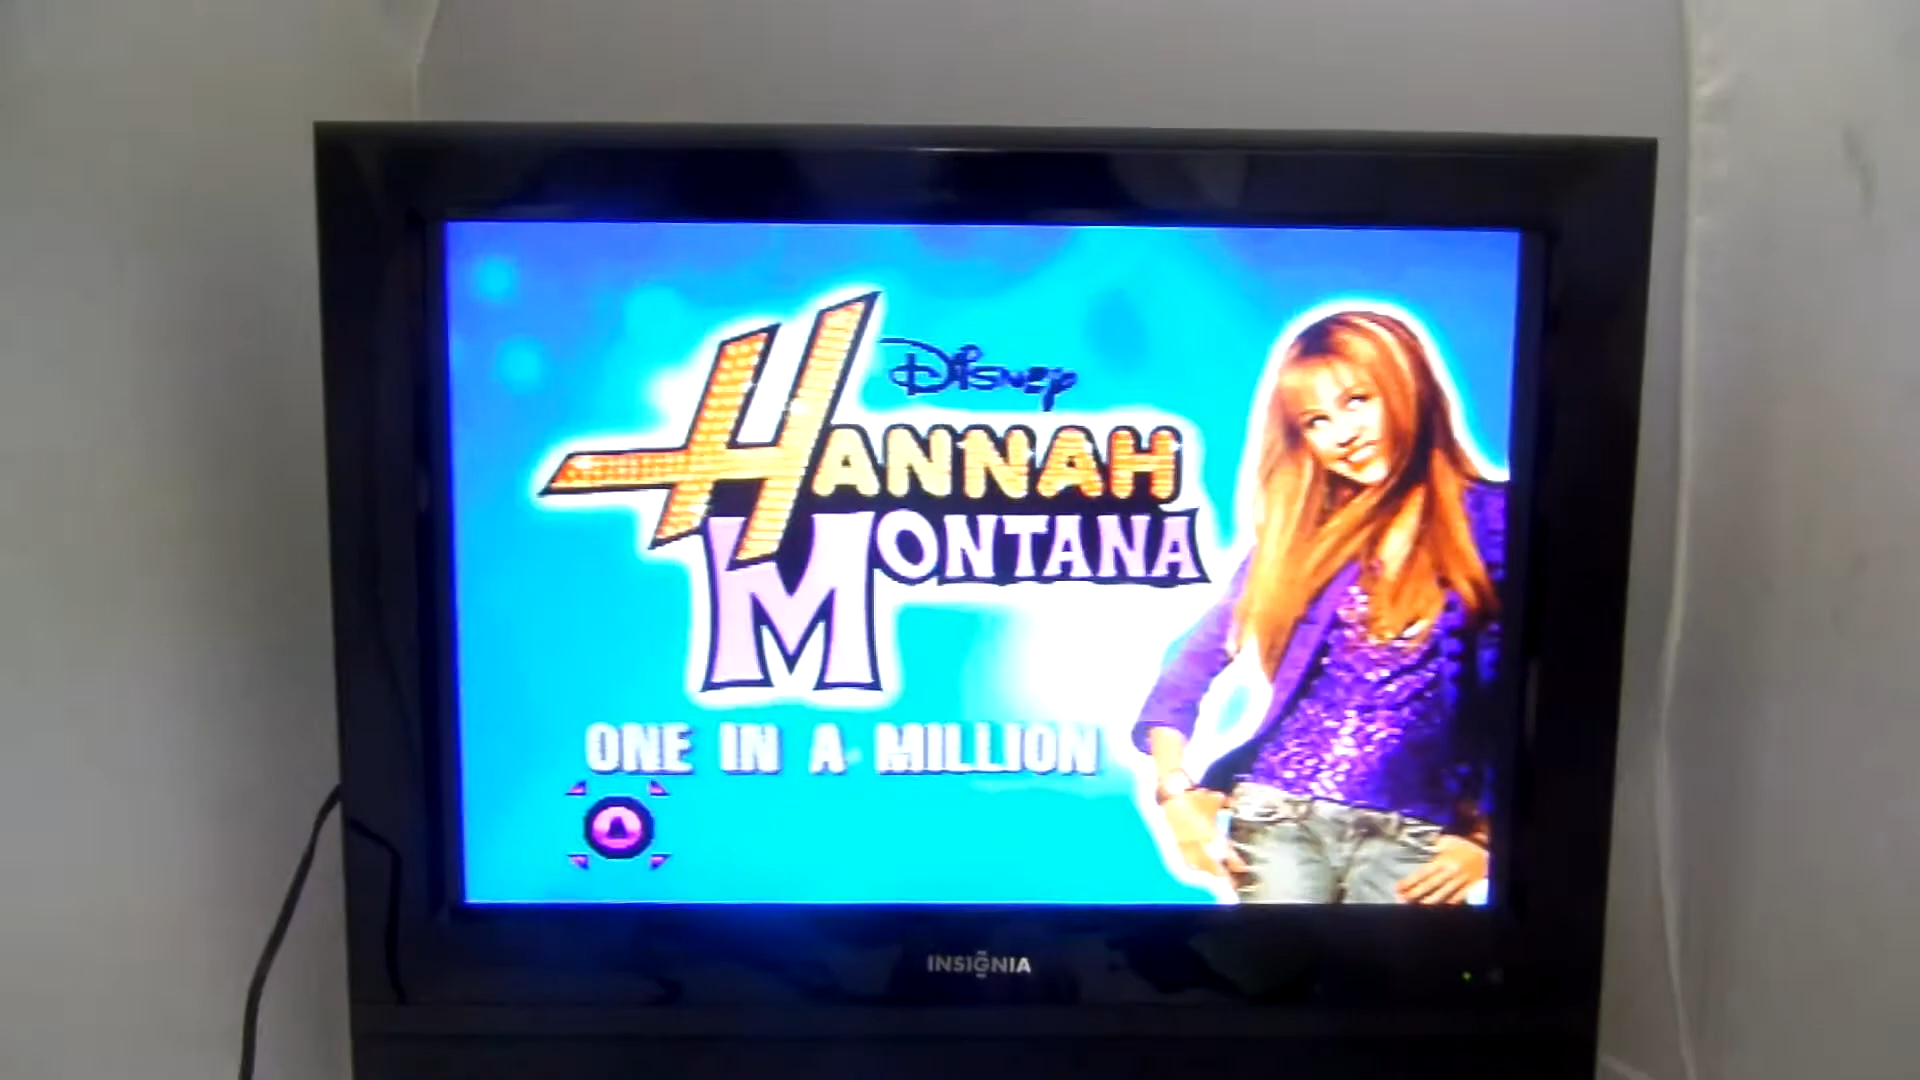 Disney
HANNAH
MONTANA
ONE IN A MILLION
INSIGNIA